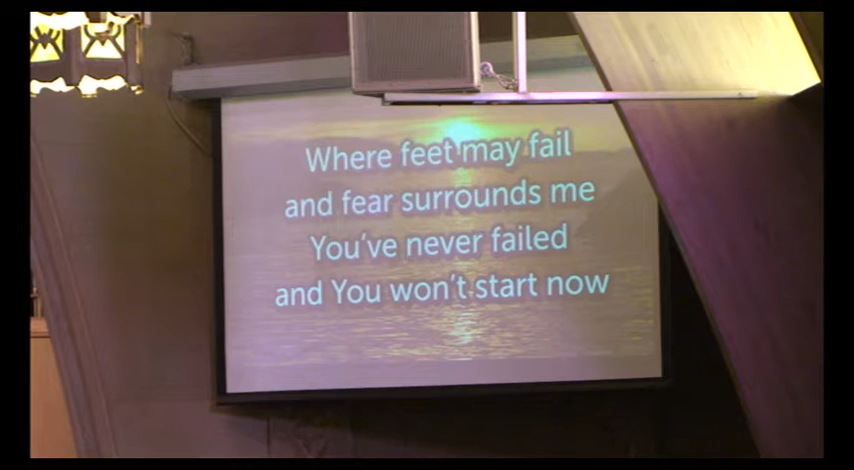 Where feet may fail
and fear surrounds me
You've never failed
and You won't start now